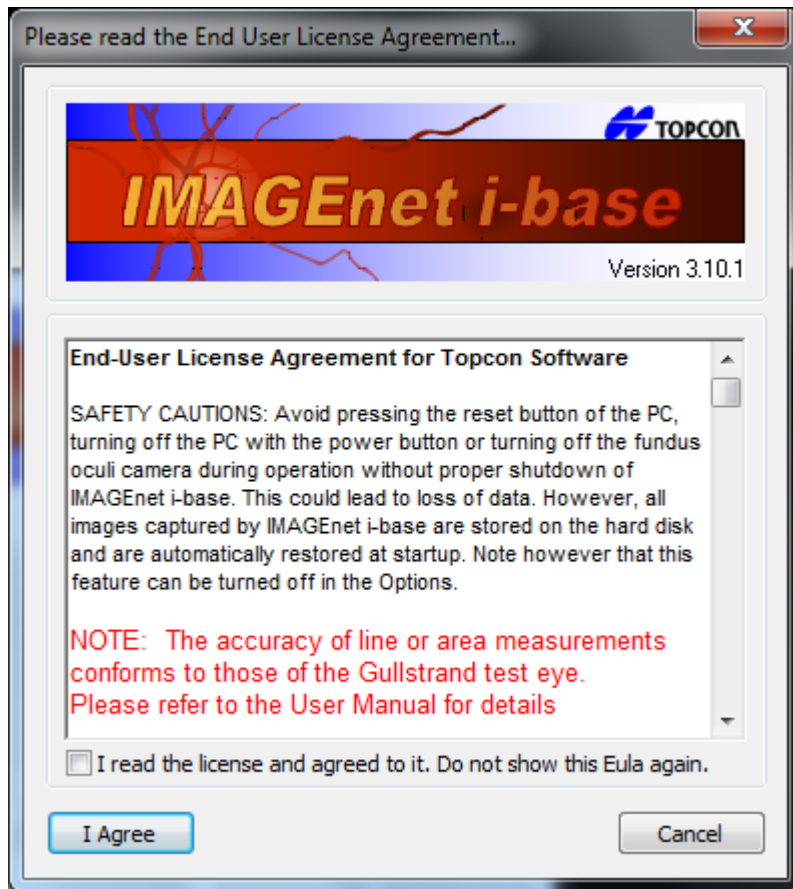 Please read the End User License Agreement...
TOPCON
IMAGEnet i-base
Version 3.10.1
End-User License Agreement for Topcon Software
SAFETY CAUTIONS: Avoid pressing the reset button of the PC,
turning off the PC with the power button or turning off the fundus
oculi camera during operation without proper shutdown of
IMAGEnet i-base. This could lead to loss of data. However, all
images captured by IMAGEnet i-base are stored on the hard disk
and are automatically restored at startup. Note however that this
feature can be turned off in the Options.
NOTE: The accuracy of line or area measurements
conforms to those of the Gullstrand test eye.
Please refer to the User Manual for details
I read the license and agreed to it. Do not show this Eula again.
I Agree
Cancel